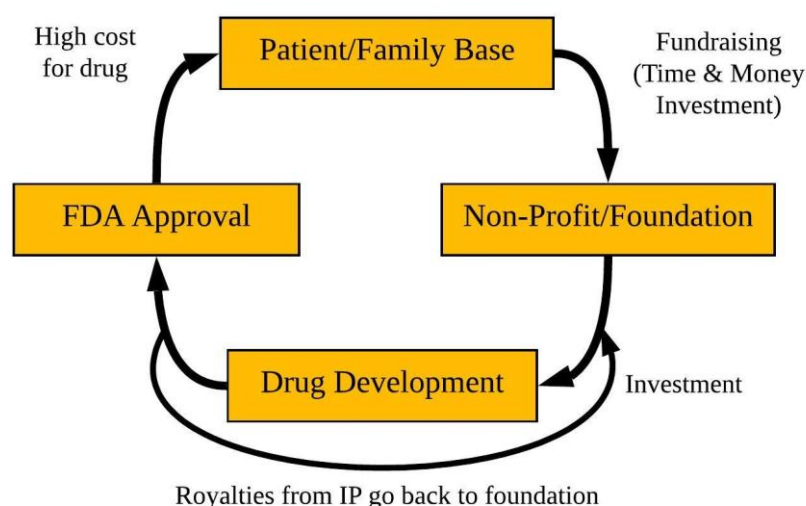 High cost
for drug
Patient/Family Base
Fundraising
(Time & Money
Investment)
FDA Approval
Non-Profit/Foundation
Drug Development
Investment
Royalties from IP go back to foundation